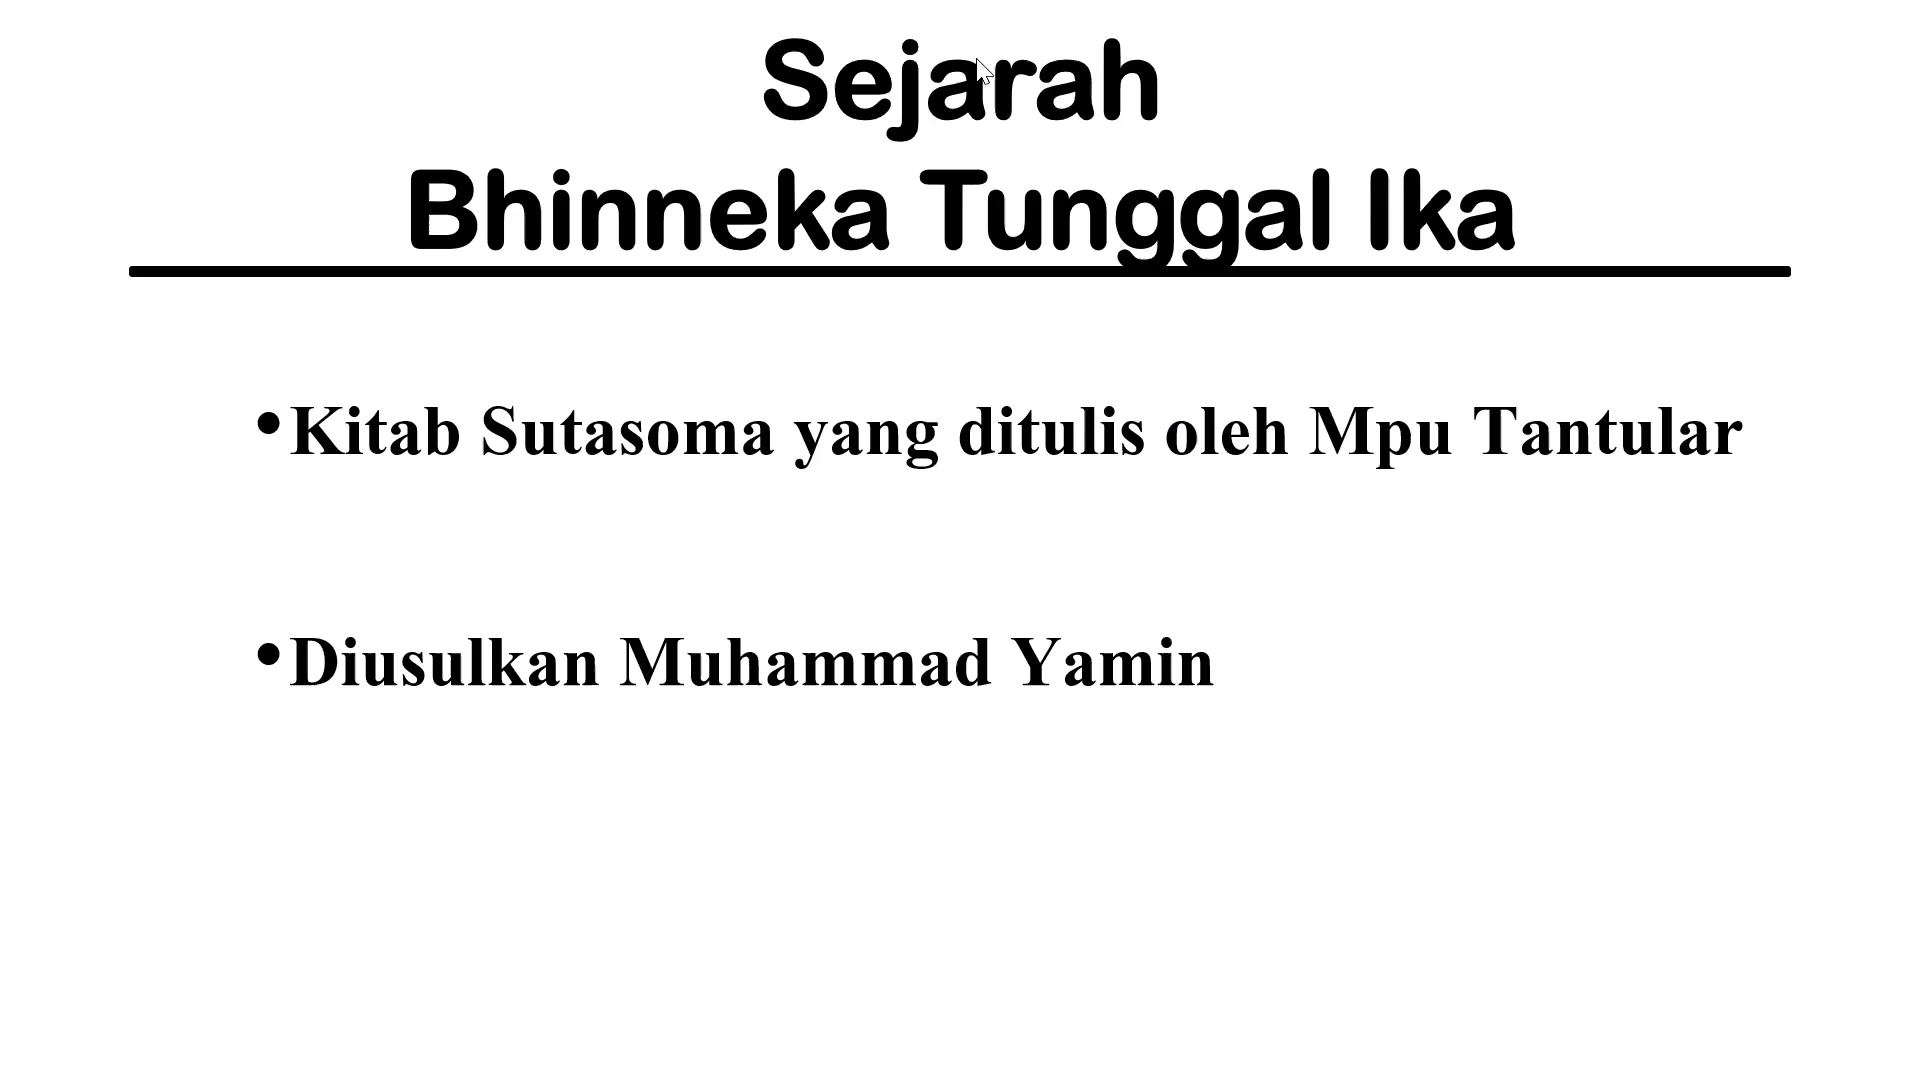 Sejarah
Bhinneka Tunggal Ika
•Kitab Sutasoma yang ditulis oleh Mpu Tantular
•Diusulkan Muhammad Yamin